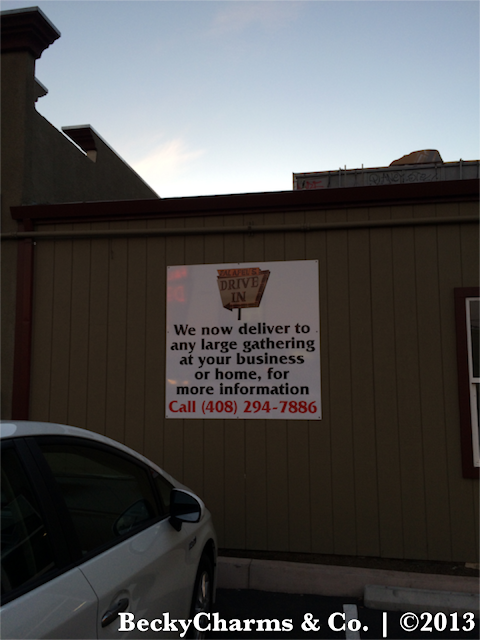 DRIVE
IN
We now deliver to
any large gathering
at your business
or home, for
more information
Call (408) 294-7886
BeckyCharms & Co. | ©2013